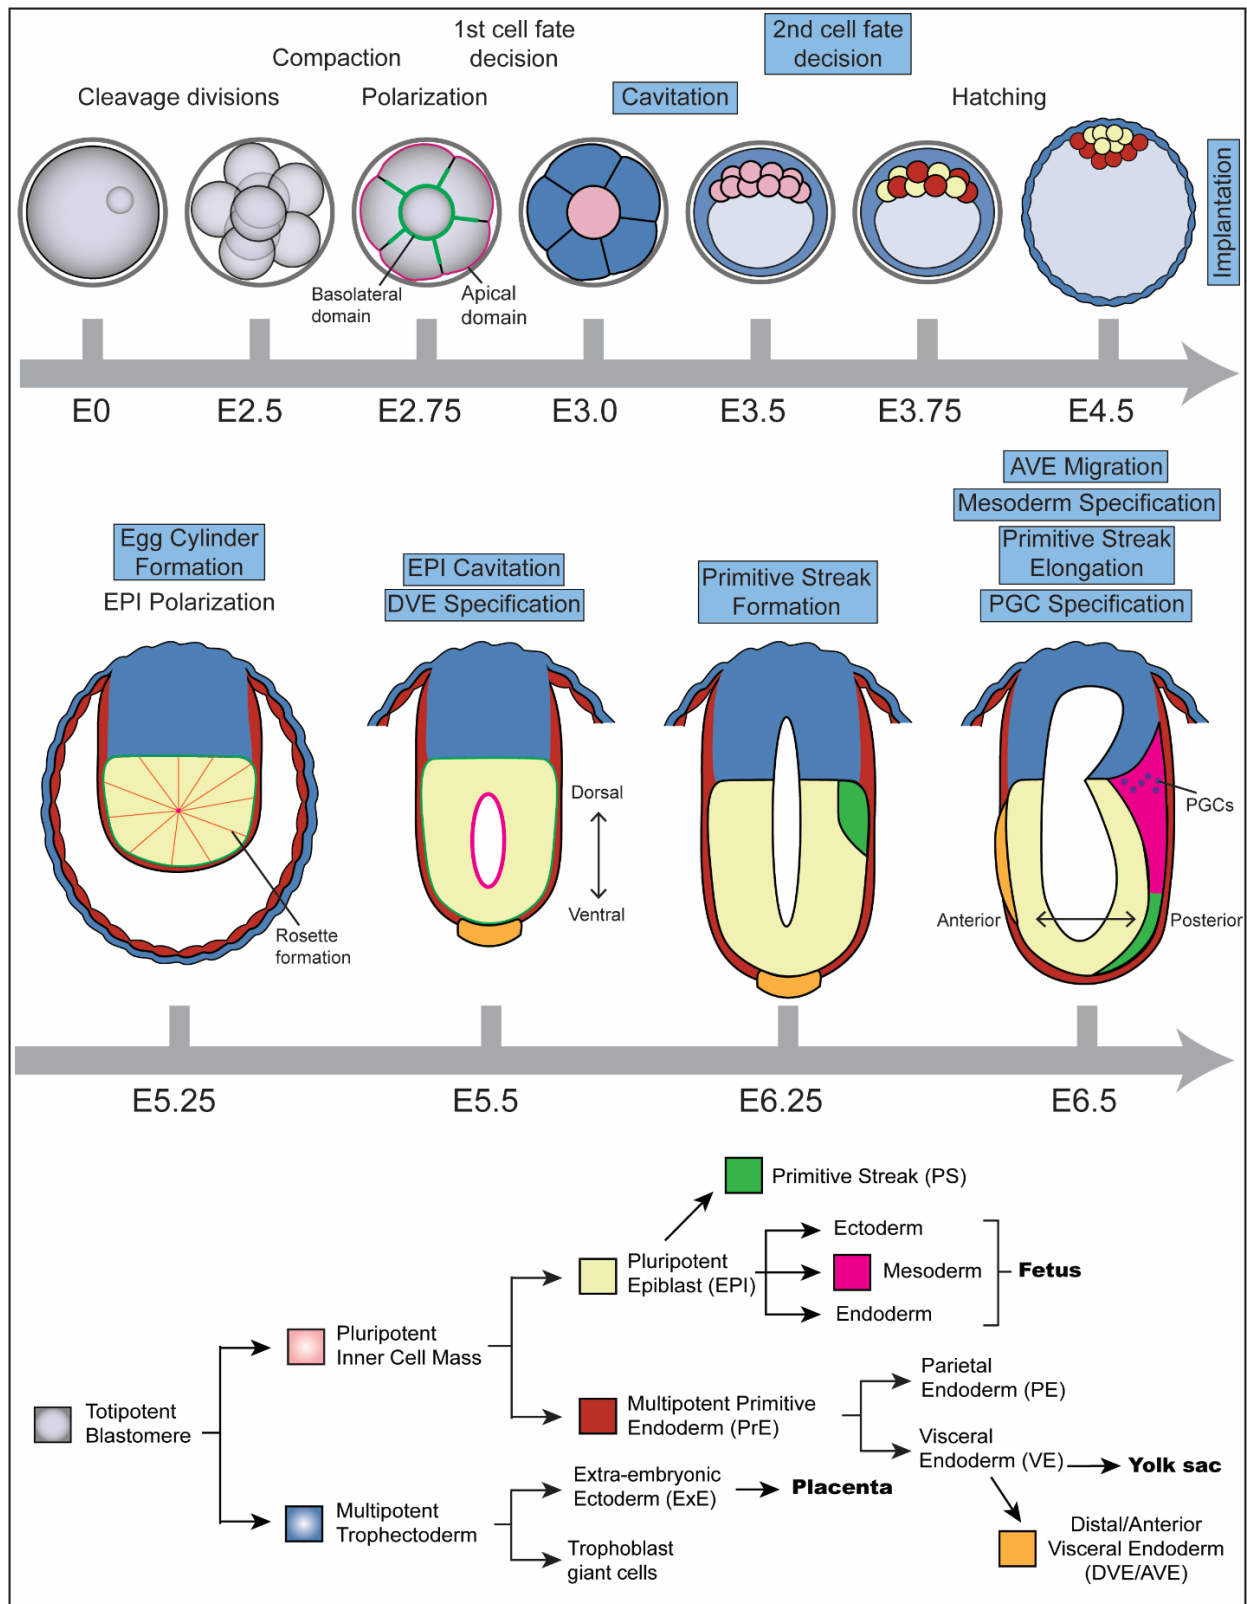 1st cell fate
decision
2nd cell fate
decision
Compaction
Cleavage divisions
Polarization
Cavitation
Hatching
Implantation
Basolateral
domain
Apical
domain
E0
E2.5
E2.75
E3.0
E3.5
E3.75
E4.5
Egg Cylinder
Formation
EPI Polarization
EPI Cavitation
DVE Specification
Primitive Streak
Formation
AVE Migration
Mesoderm Specification
Primitive Streak
Elongation
PGC Specification
Rosette
formation
Dorsal
Ventral
PGCs
Anterior
Posterior
E5.25
E5.5
E6.25
E6.5
Primitive Streak (PS)
Ectoderm
Pluripotent
Epiblast (EPI)
Mesoderm
Fetus
Endoderm
Pluripotent
Inner Cell Mass
Parietal
Endoderm (PE)
Multipotent Primitive
Endoderm (PrE)
Totipotent
Blastomere
Visceral
Endoderm (VE)
Yolk sac
Extra-embryonic
Ectoderm (ExE)
Placenta
Multipotent
Trophectoderm
Trophoblast
giant cells
Distal/Anterior
Visceral Endoderm
(DVE/AVE)